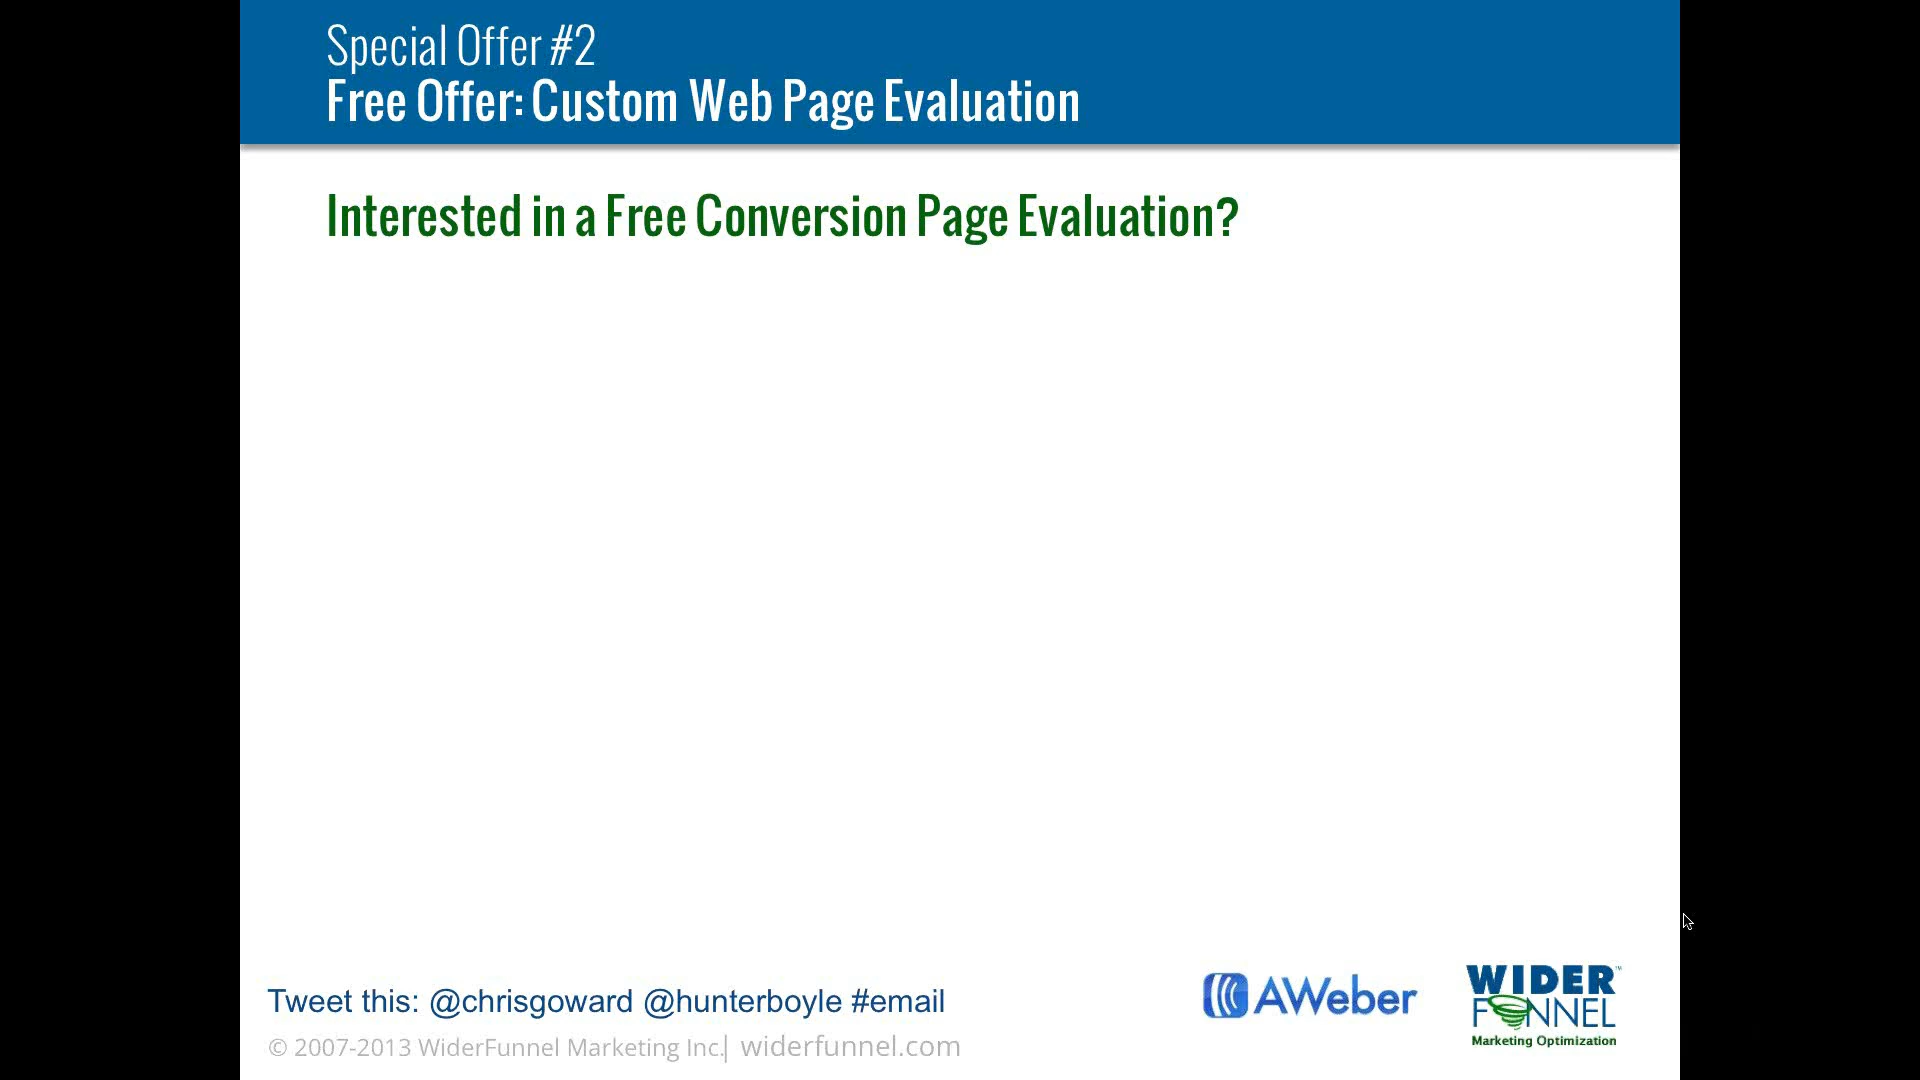 Special Offer #2
Free Offer: Custom Web Page Evaluation
Interested in a Free Conversion Page Evaluation?
Tweet this: @chrisgoward @hunterboyle #email
© 2007-2013 WiderFunnel Marketing Inc.| widerfunnel.com
AWeber
WIDER™
FUNNEL
Marketing Optimization